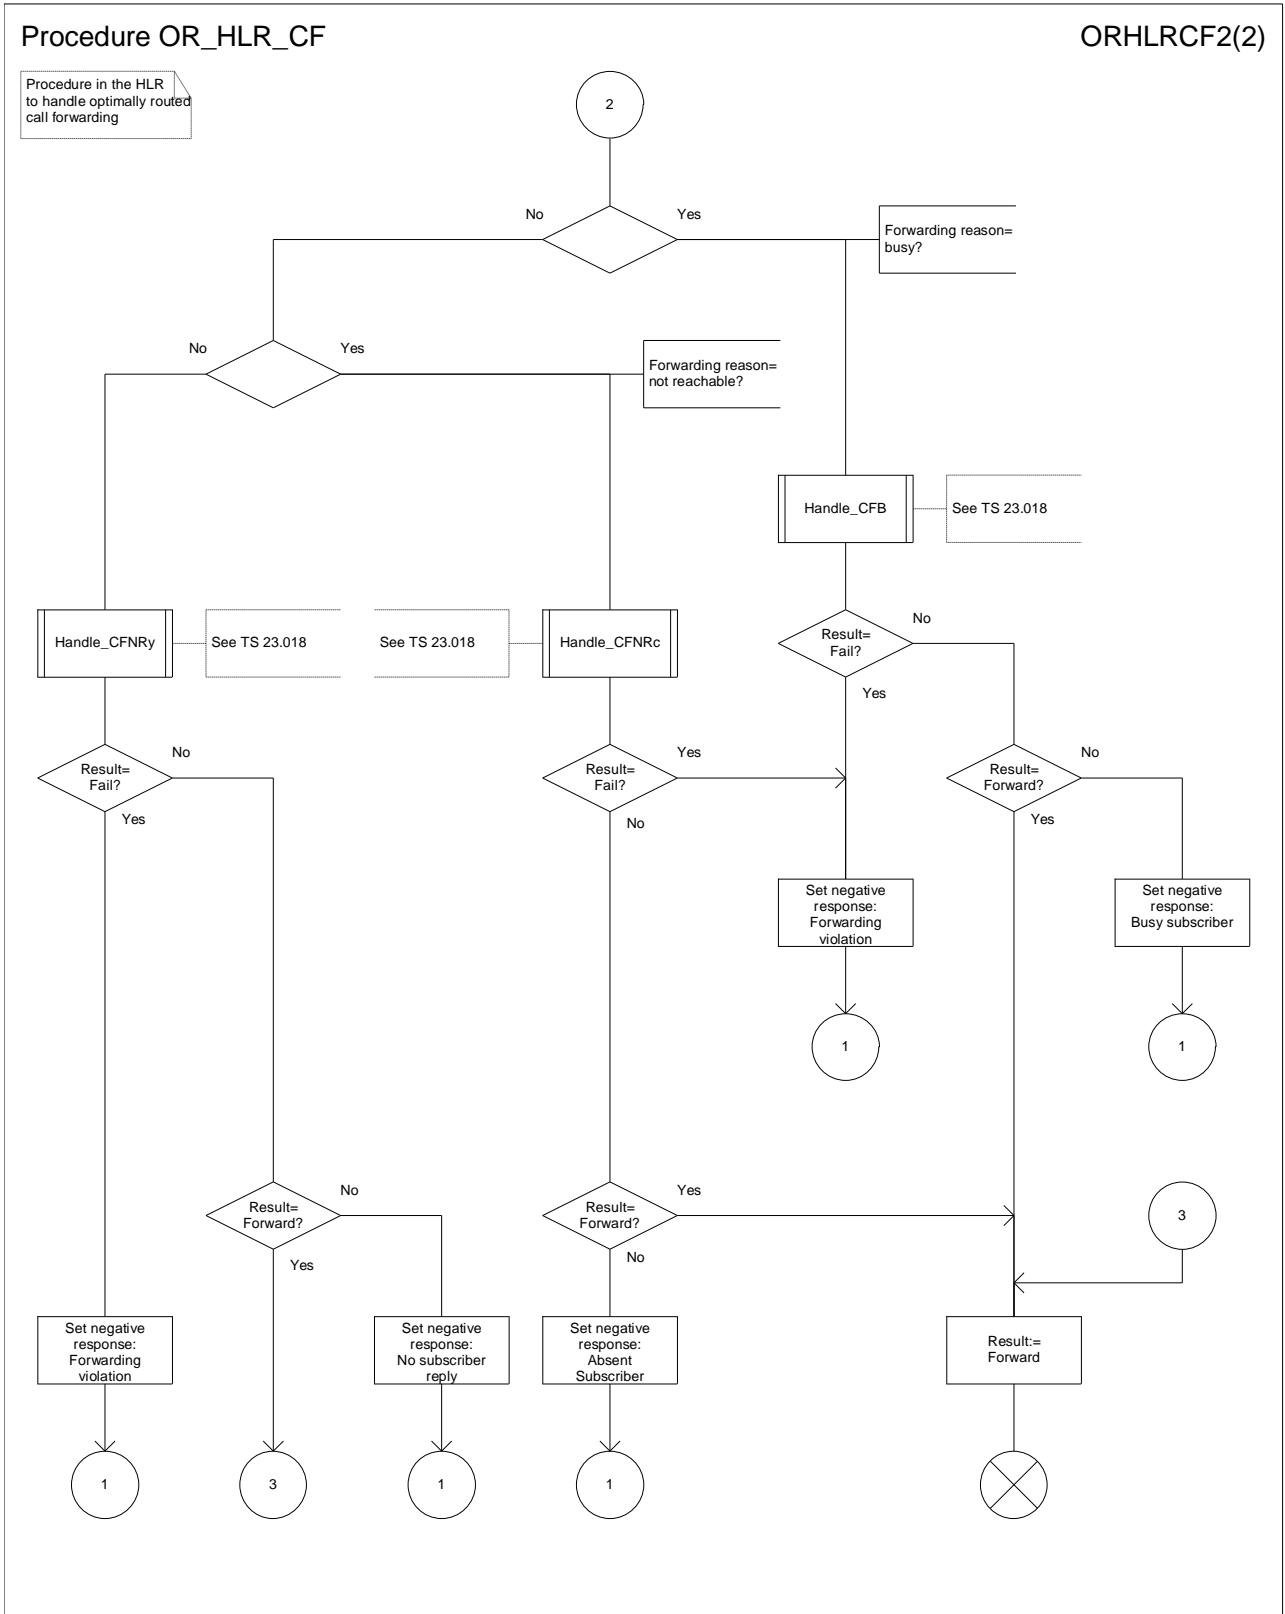 Procedure OR_HLR_CF
ORHLRCF2(2)
Procedure in the HLR
to handle optimally routed
call forwarding
2
No
Yes
Forwarding reason=
busy?
No
Yes
Forwarding reason=
not reachable?
Handle_CFB
See TS 23.018
Handle_CFNRy
See TS 23.018
See TS 23.018
Handle_CFNRc
Result=
Fail?
No
Yes
Result=
Fail?
No
Yes
Result=
Fail?
Yes
No
Result=
Forward?
No
Yes
Set negative
response:
Forwarding
violation
Set negative
response:
Busy subscriber
1
1
Result=
Forward?
No
Yes
Result=
Forward?
Yes
No
3
Set negative
response:
Forwarding
violation
Set negative
response:
No subscriber
reply
Set negative
response:
Absent
Subscriber
Result:=
Forward
1
3
1
1